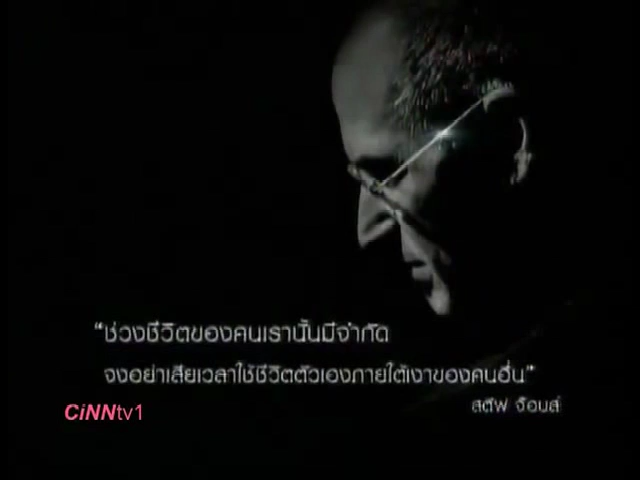 “ช่วงชีวิตของคนเรานั้นมีจำกัด
จงอย่าเสียเวลาใช้ชีวิตตัวเองภายใต้เงาของคนอื่น”
สตีฟ จ๊อบส์
CiNNtv1